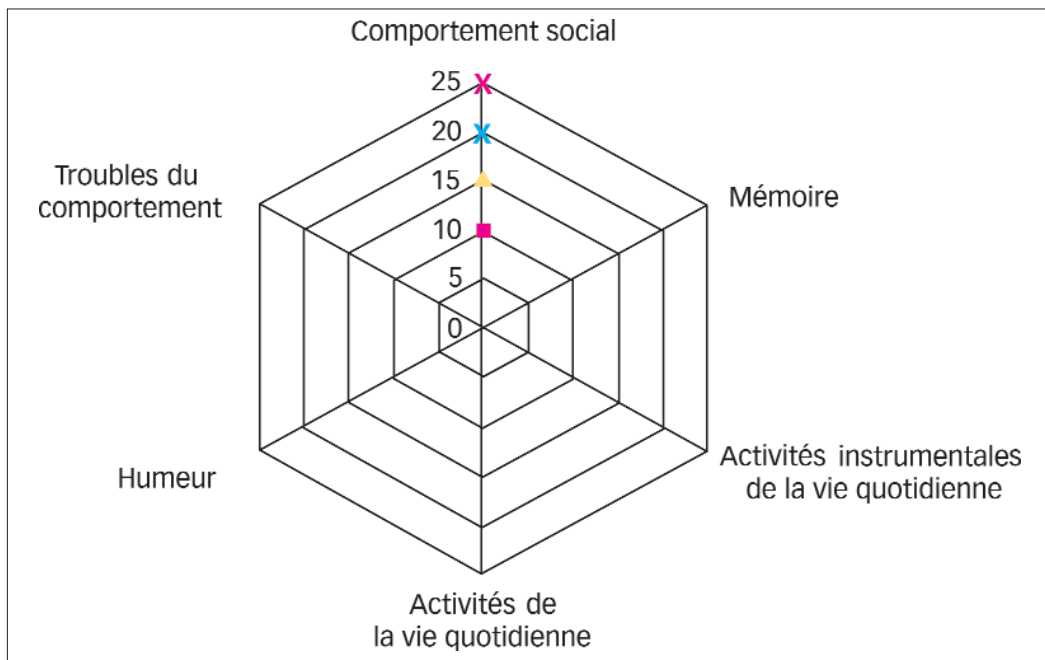 Comportement social
25
20
15
10
5
0
Troubles du
comportement
Mémoire
Humeur
Activités instrumentales
de la vie quotidienne
Activités de
la vie quotidienne